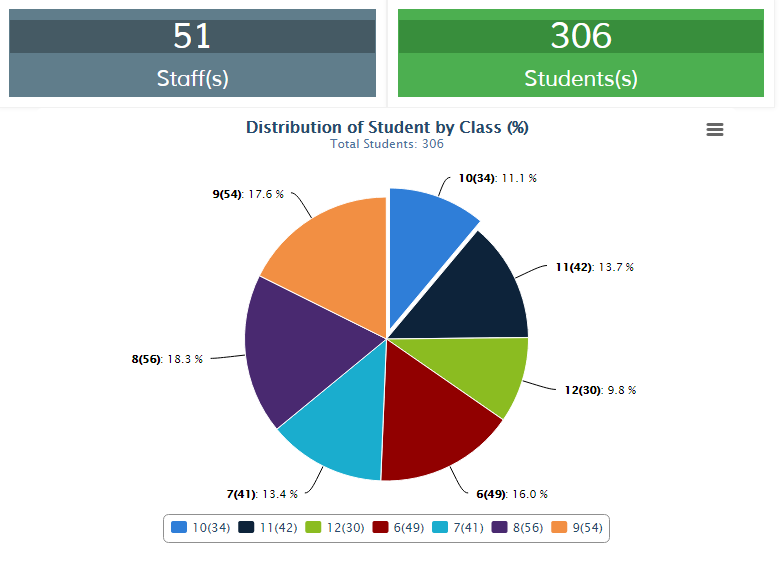 51
Staff(s)
306
Students(s)
Distribution of Student by Class (%)
Total Students: 306
10(34): 11.1 %
9(54): 17.6 %
11(42): 13.7 %
8(56): 18.3 %
12(30): 9.8 %
7(41): 13.4 %
6(49): 16.0 %
10(34) 11(42) 12(30) 6(49) 7(41) 8(56) 9(54)